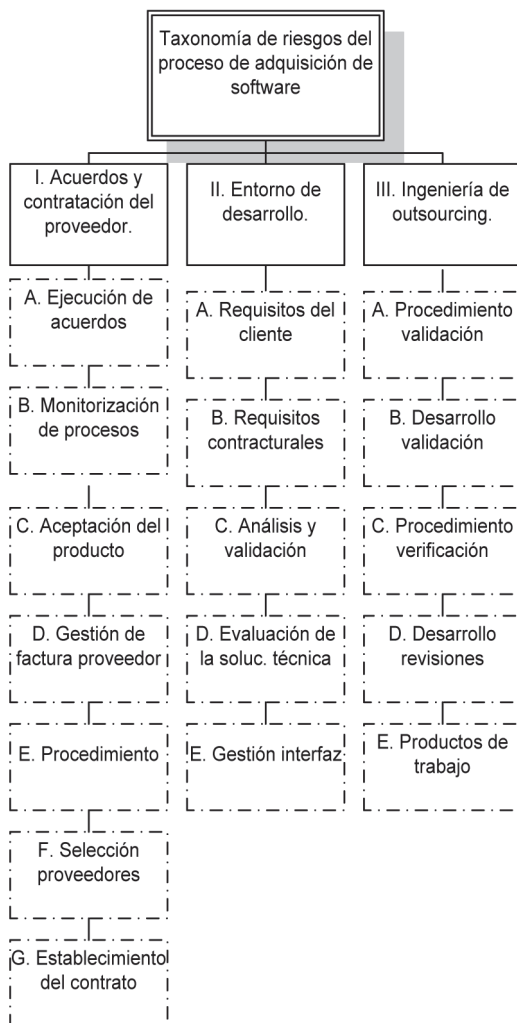 Taxonomía de riesgos del
proceso de adquisición de
software
I. Acuerdos y
contratación del
proveedor.
A. Ejecución de
acuerdos
B. Monitorización
de procesos
C. Aceptación del
producto
D. Gestión de
factura proveedor
E. Procedimiento
F. Selección
proveedores
G. Establecimiento
del contrato
II. Entorno de
desarrollo.
A. Requisitos del
cliente
B. Requisitos
contracturales
C. Análisis y
validación
D. Evaluación de
la soluc. técnica
E. Gestión interfaz
III. Ingeniería de
outsourcing.
A. Procedimiento
validación
B. Desarrollo
validación
C. Procedimiento
verificación
D. Desarrollo
revisiones
E. Productos de
trabajo